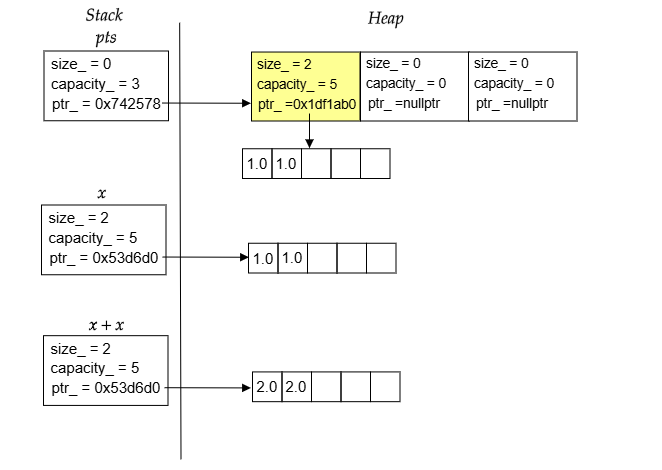 Stack
Heap
pts
size_ = 0
capacity_ = 3
ptr_ = 0x742578
size_ = 2
capacity_ = 5
ptr_ =0x1df1ab0
size_ = 0
capacity_ = 0
ptr_ =nullptr
size_ = 0
capacity_ = 0
ptr_ =nullptr
1.0 1.0
x
size_ = 2
capacity_ = 5
ptr_ = 0x53d6d0
1.0 1.0
x + x
size_ = 2
capacity_ = 5
ptr_ = 0x53d6d0
2.0 2.0